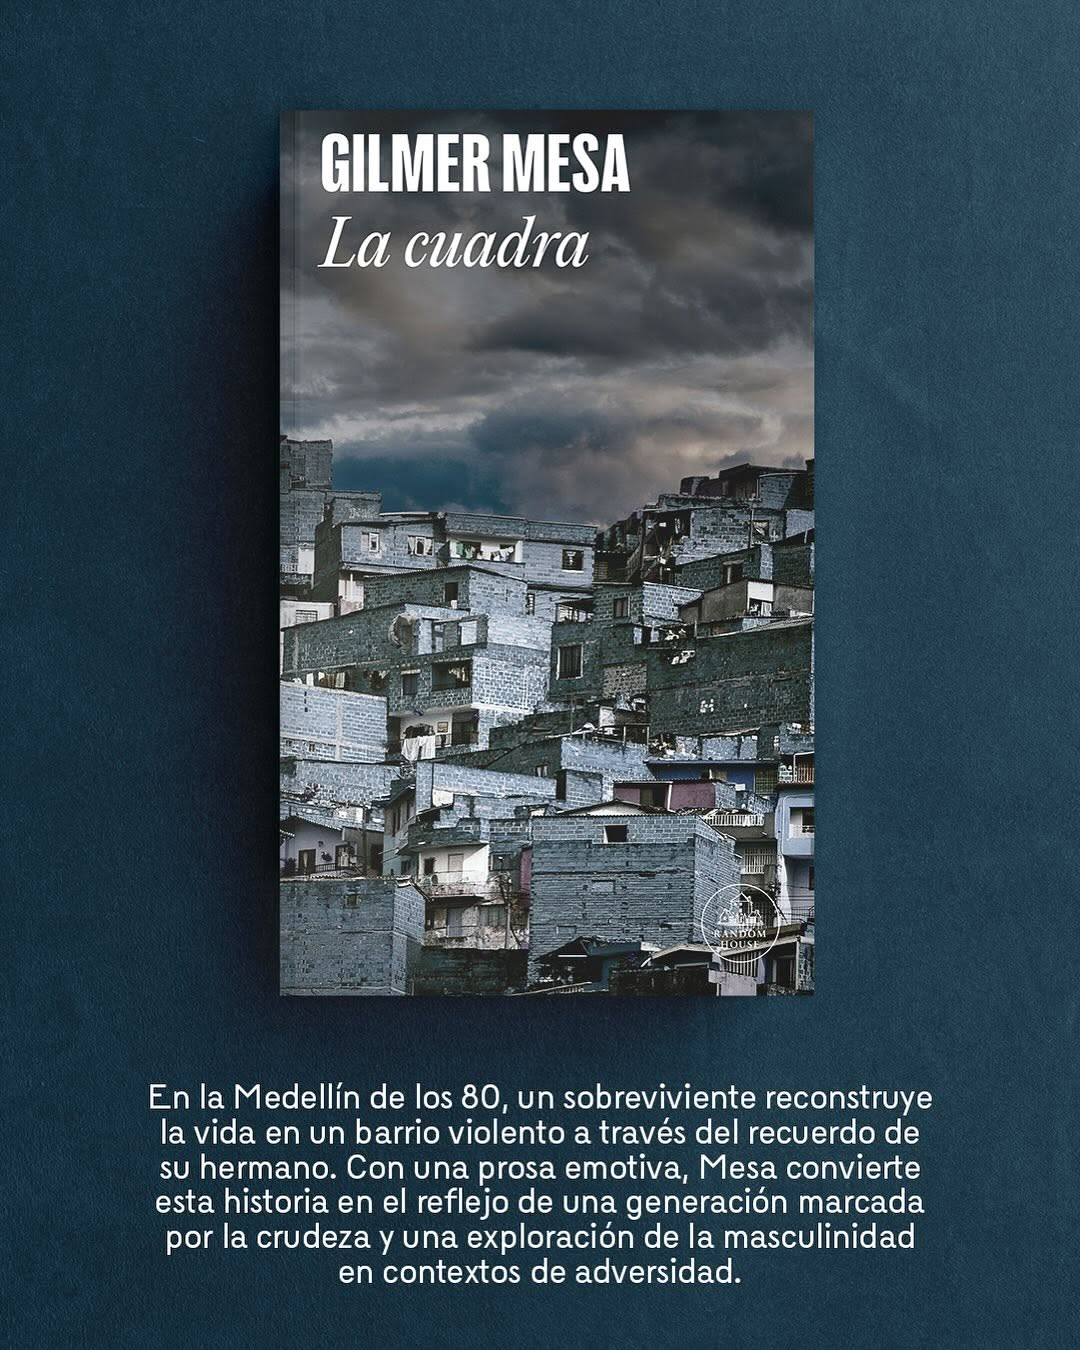 GILMER MESA
La cuadra
RANDOM
HOUSE
En la Medellín de los 80, un sobreviviente reconstruye
la vida en un barrio violento a través del recuerdo de
su hermano. Con una prosa emotiva, Mesa convierte
esta historia en el reflejo de una generación marcada
por la crudeza y una exploración de la masculinidad
en contextos de adversidad.